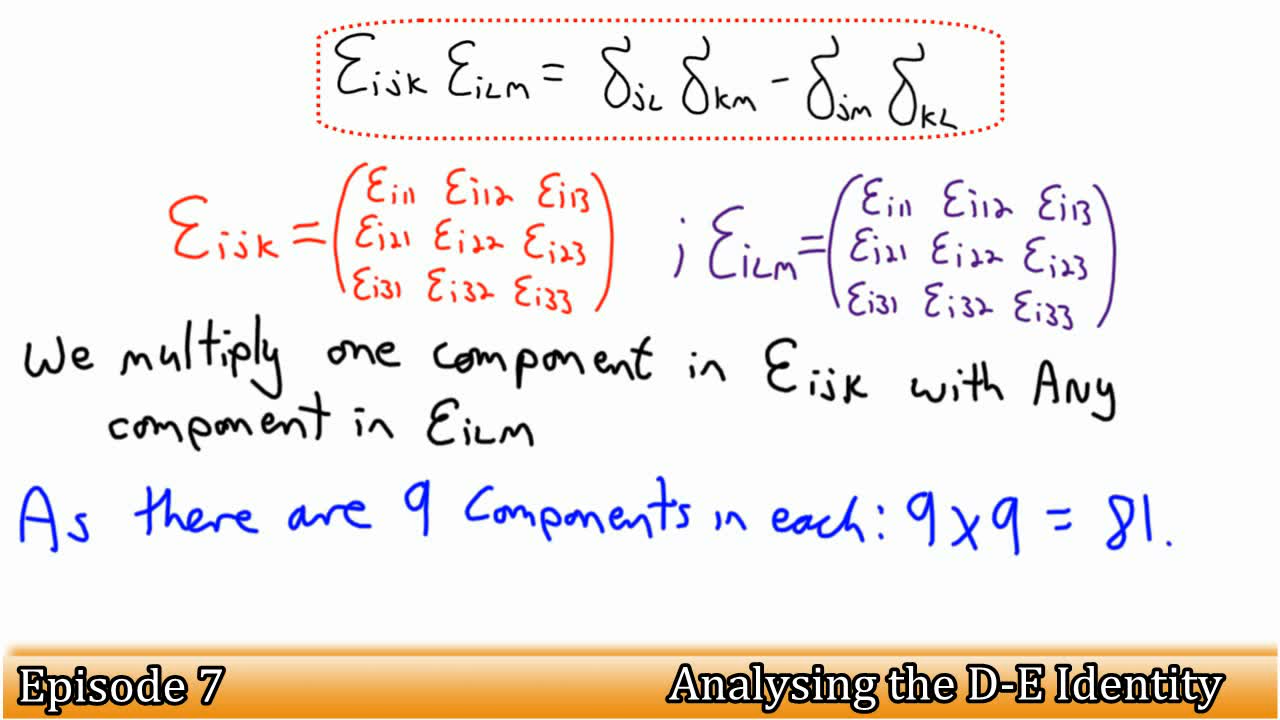 εijk εiLm = δjL δkm - δjm δkL
εijk = (εi11 εi12 εi13 ; εiLm = (εi11 εi12 εi13
εi21 εi22 εi23 εi21 εi22 εi23
εi31 εi32 εi33) εi31 εi32 εi33)
We multiply one component in εijk with ANy
component in εiLm
As there are 9 components in each: 9 x 9 = 81.
Episode 7 Analysing the D-E Identity